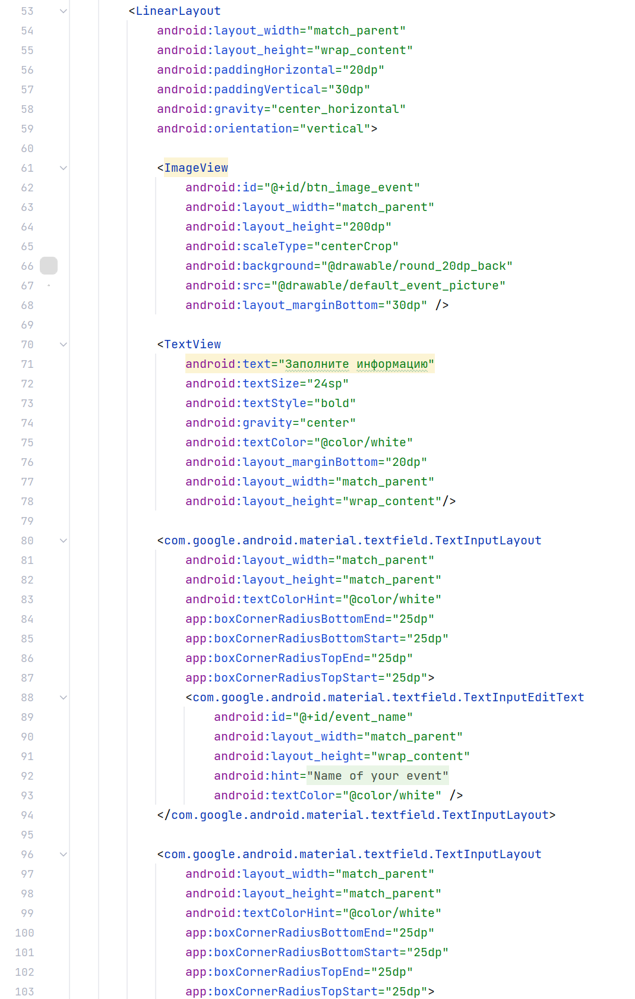 53 <LinearLayout
54 android:layout_width="match_parent"
55 android:layout_height="wrap_content"
56 android:paddingHorizontal="20dp"
57 android:paddingVertical="30dp"
58 android:gravity="center_horizontal"
59 android:orientation="vertical">
60
61 <ImageView
62 android:id="@+id/btn_image_event"
63 android:layout_width="match_parent"
64 android:layout_height="200dp"
65 android:scaleType="centerCrop"
66 android:background="@drawable/round_20dp_back"
67 android:src="@drawable/default_event_picture"
68 android:layout_marginBottom="30dp" />
69
70 <TextView
71 android:text="Заполните информацию"
72 android:textSize="24sp"
73 android:textStyle="bold"
74 android:gravity="center"
75 android:textColor="@color/white"
76 android:layout_marginBottom="20dp"
77 android:layout_width="match_parent"
78 android:layout_height="wrap_content"/>
79
80 <com.google.android.material.textfield.TextInputLayout
81 android:layout_width="match_parent"
82 android:layout_height="match_parent"
83 android:textColorHint="@color/white"
84 app:boxCornerRadiusBottomEnd="25dp"
85 app:boxCornerRadiusBottomStart="25dp"
86 app:boxCornerRadiusTopEnd="25dp"
87 app:boxCornerRadiusTopStart="25dp">
88 <com.google.android.material.textfield.TextInputEditText
89 android:id="@+id/event_name"
90 android:layout_width="match_parent"
91 android:layout_height="wrap_content"
92 android:hint="Name of your event"
93 android:textColor="@color/white" />
94 </com.google.android.material.textfield.TextInputLayout>
95
96 <com.google.android.material.textfield.TextInputLayout
97 android:layout_width="match_parent"
98 android:layout_height="match_parent"
99 android:textColorHint="@color/white"
100 app:boxCornerRadiusBottomEnd="25dp"
101 app:boxCornerRadiusBottomStart="25dp"
102 app:boxCornerRadiusTopEnd="25dp"
103 app:boxCornerRadiusTopStart="25dp">